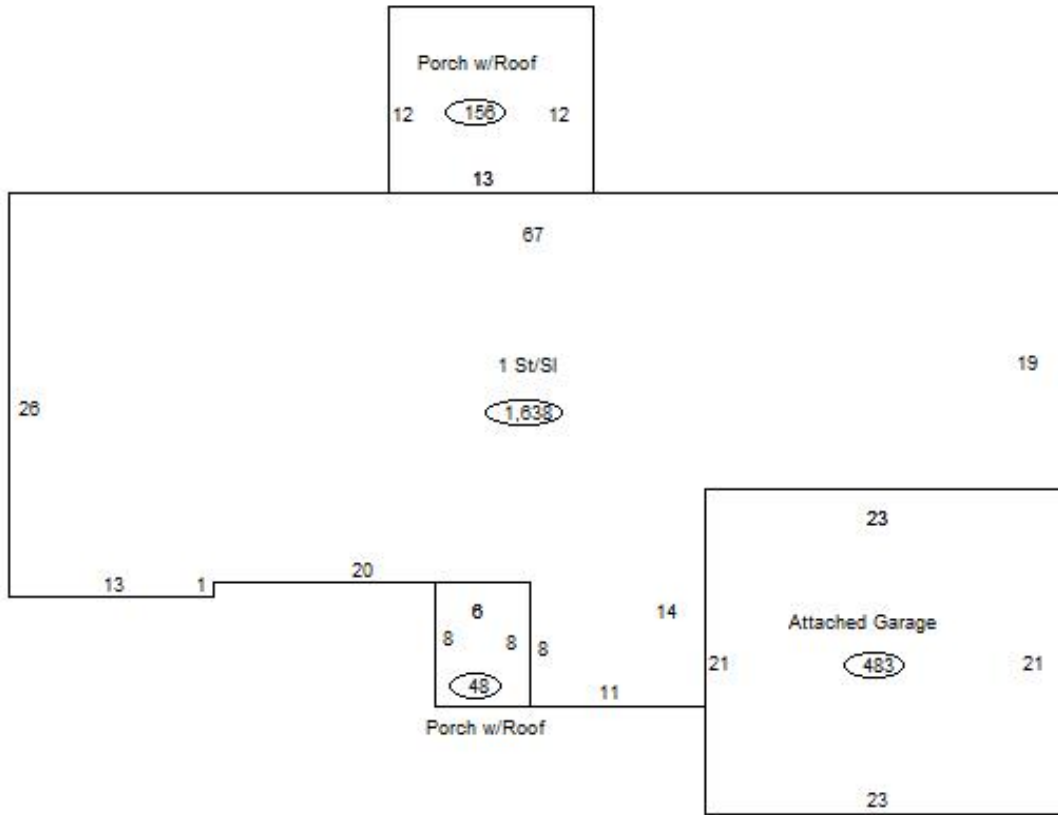 Porch w/Roof
12 156 12
13
67
1 St/Sl
19
26
1,638
23
20
13 1
6
14
Attached Garage
8 8 8
21 483 21
48
11
Porch w/Roof
23